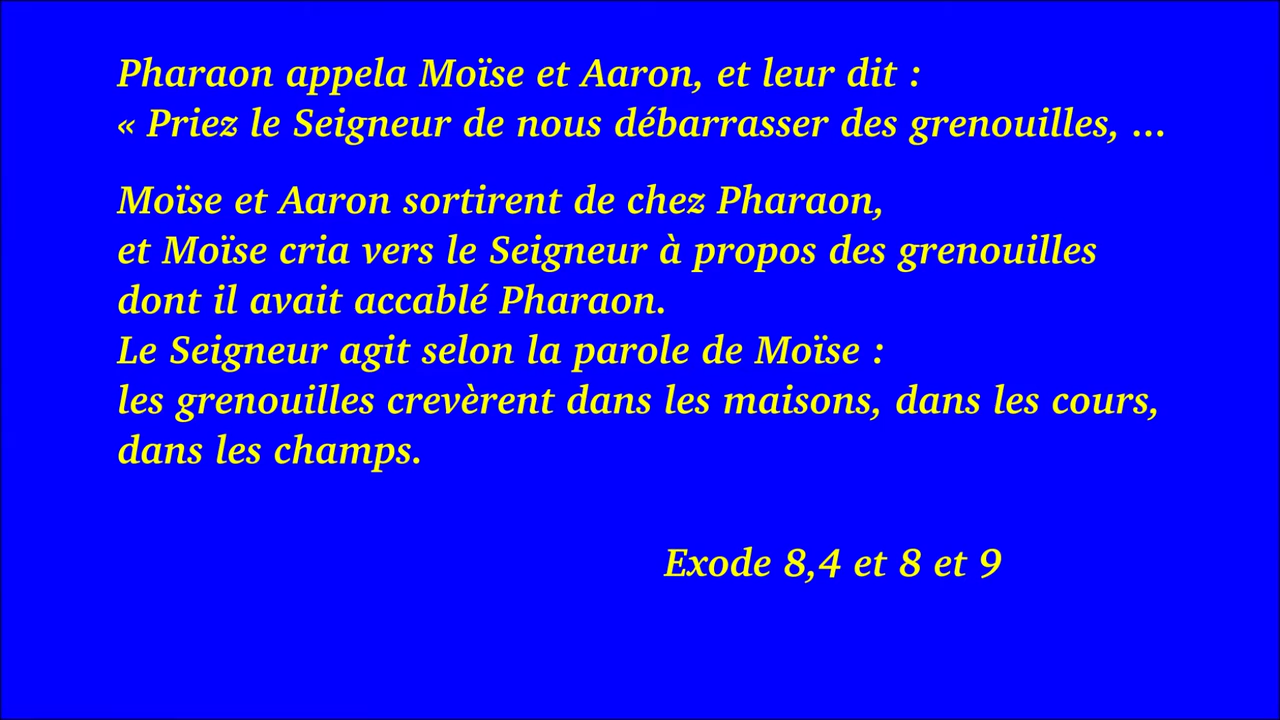 Pharaon appela Moïse et Aaron, et leur dit :
« Priez le Seigneur de nous débarrasser des grenouilles, ...
Moïse et Aaron sortirent de chez Pharaon,
et Moïse cria vers le Seigneur à propos des grenouilles
dont il avait accablé Pharaon.
Le Seigneur agit selon la parole de Moïse :
les grenouilles crevèrent dans les maisons, dans les cours,
dans les champs.
Exode 8,4 et 8 et 9